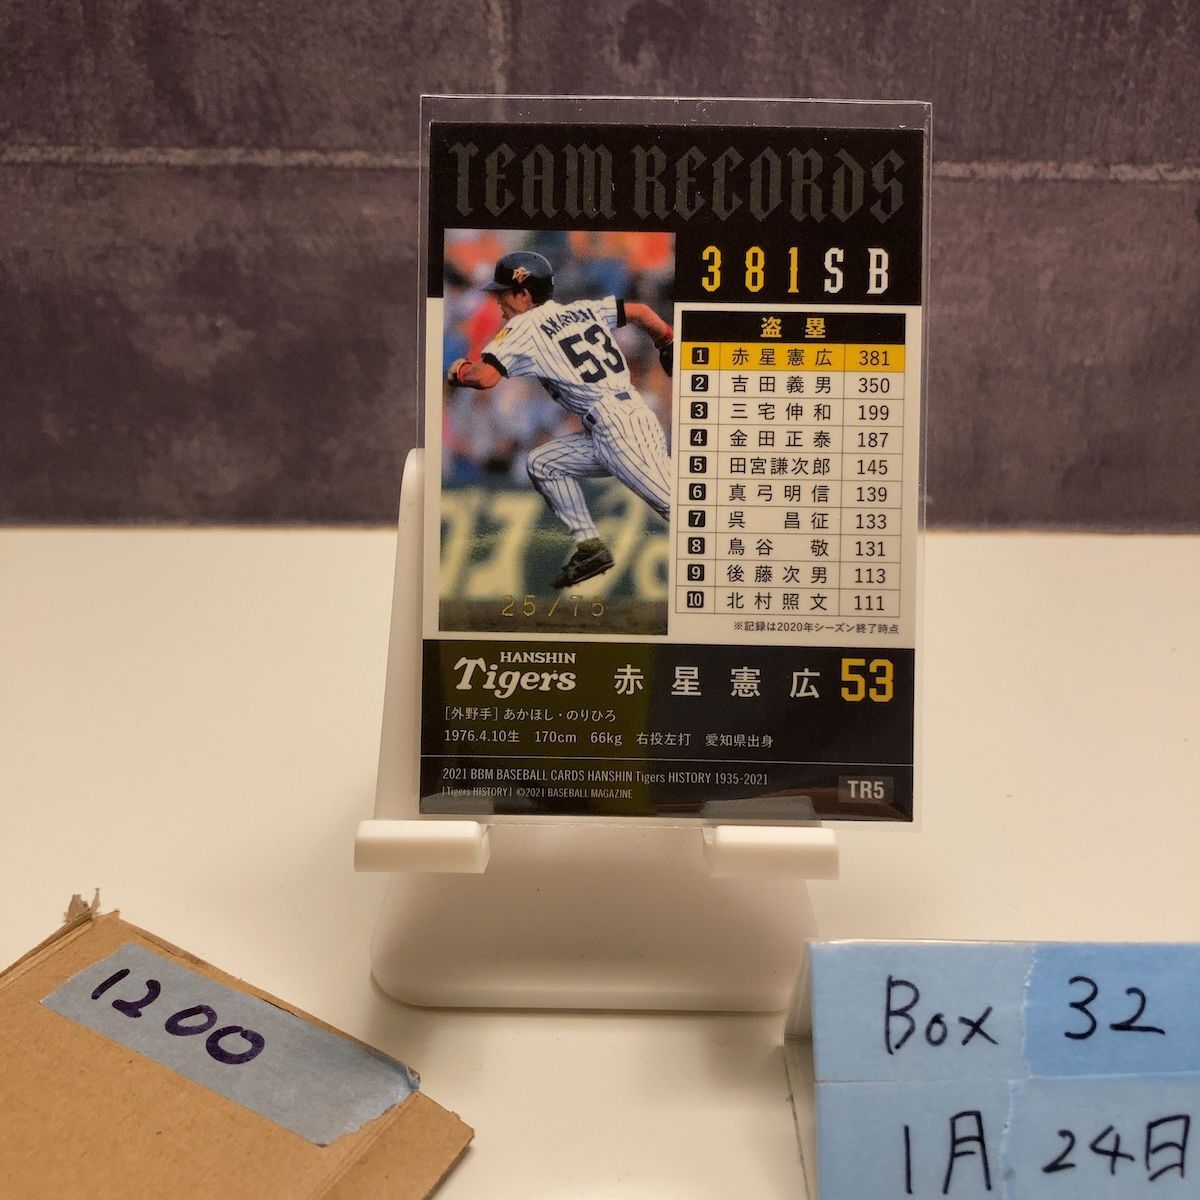 TEAM RECORDS
381SB
AKAHOSHI
53
25/75
盗塁
1 赤星憲広 381
2 吉田義男 350
3 三宅伸和 199
4 金田正泰 187
5 田宮謙次郎 145
6 真弓明信 139
7 呉 昌征 133
8 鳥谷 敬 131
9 後藤次男 113
10 北村照文 111
※記録は2020年シーズン終了時点
HANSHIN
Tigers 赤星憲広 53
[外野手] あかほし・のりひろ
1976.4.10生 170cm 66kg 右投左打 愛知県出身
2021 BBM BASEBALL CARDS HANSHIN Tigers HISTORY 1935-2021
[Tigers HISTORY] ©2021 BASEBALL MAGAZINE
TR5
1200
Box 32
1月24日